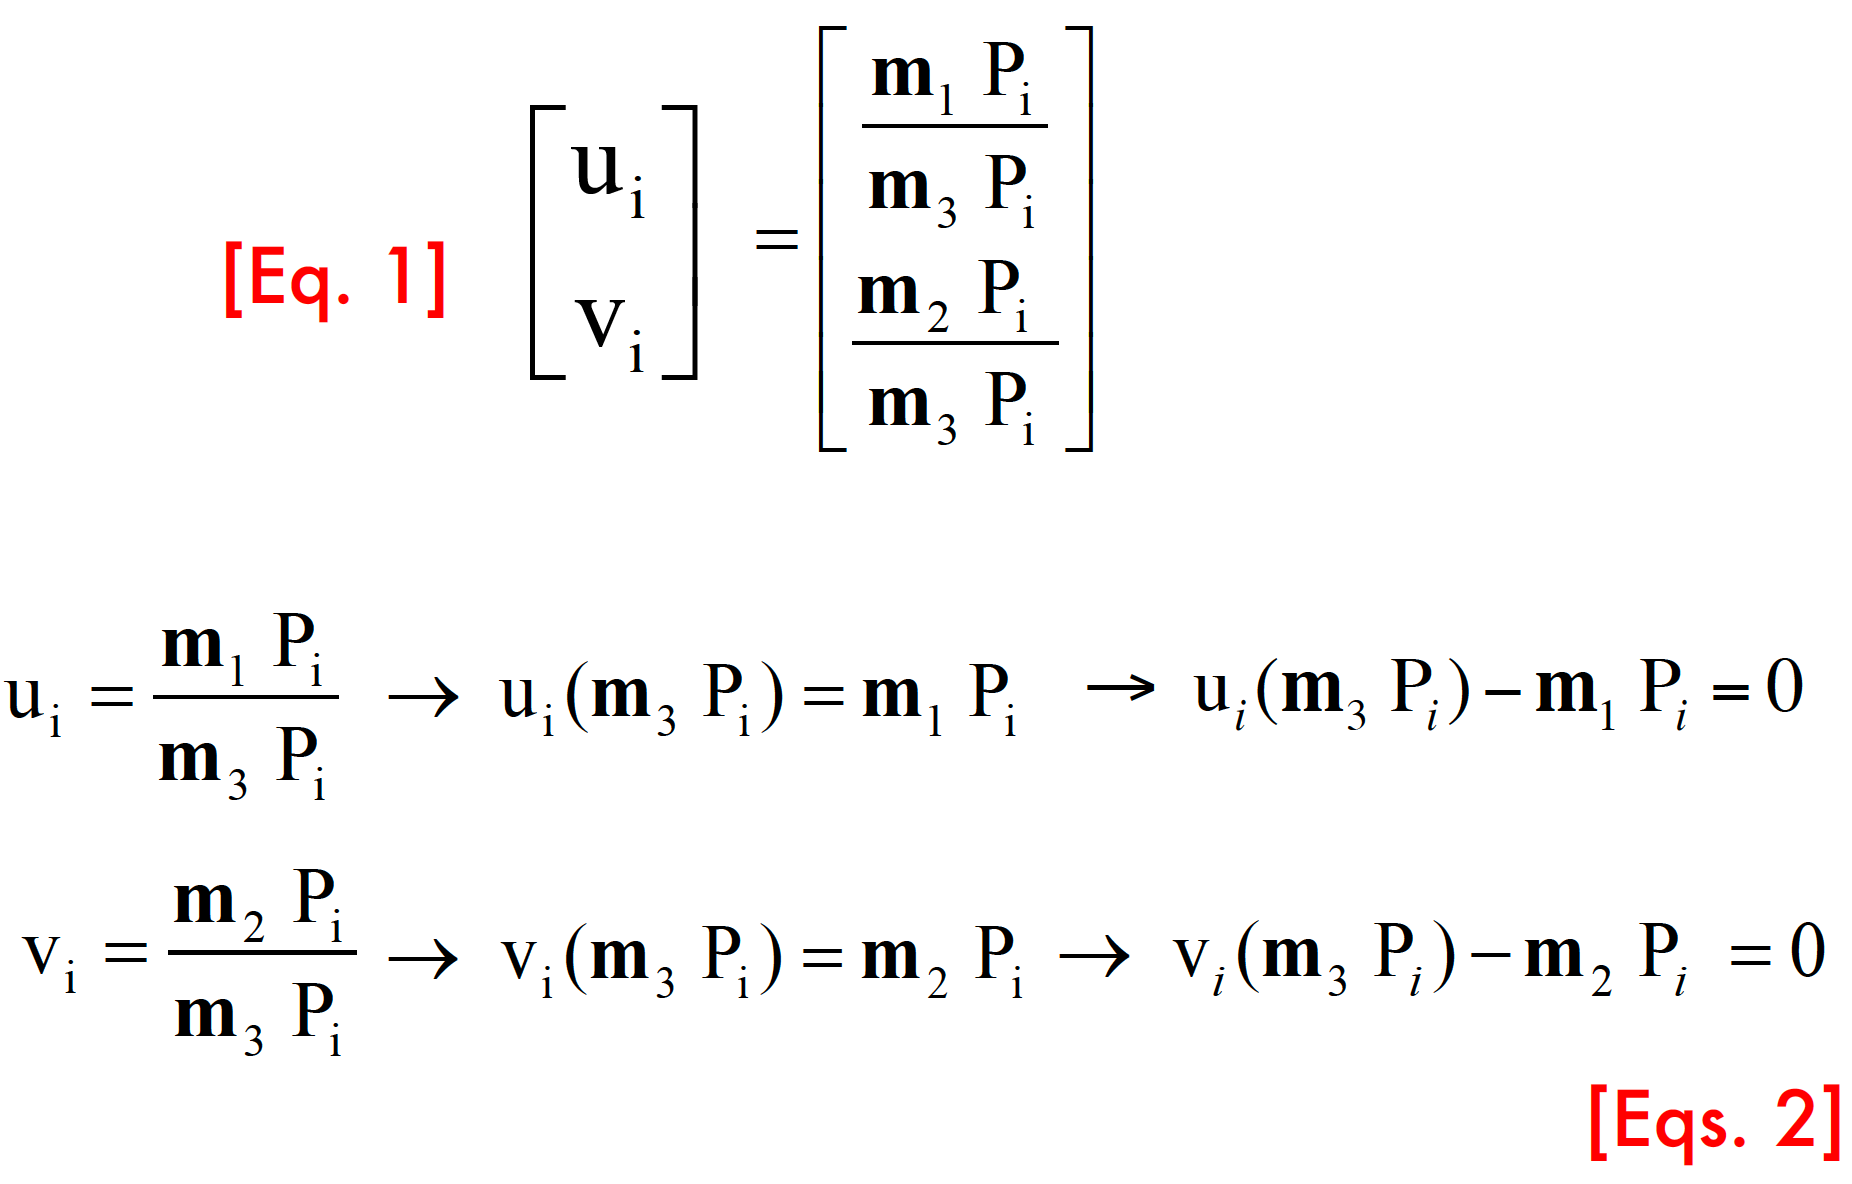 [Eq. 1] [u_i v_i] = [m_1 P_i / m_3 P_i  m_2 P_i / m_3 P_i]
u_i = m_1 P_i / m_3 P_i → u_i(m_3 P_i) = m_1 P_i → u_i(m_3 P_i) − m_1 P_i = 0
v_i = m_2 P_i / m_3 P_i → v_i(m_3 P_i) = m_2 P_i → v_i(m_3 P_i) − m_2 P_i = 0
[Eqs. 2]